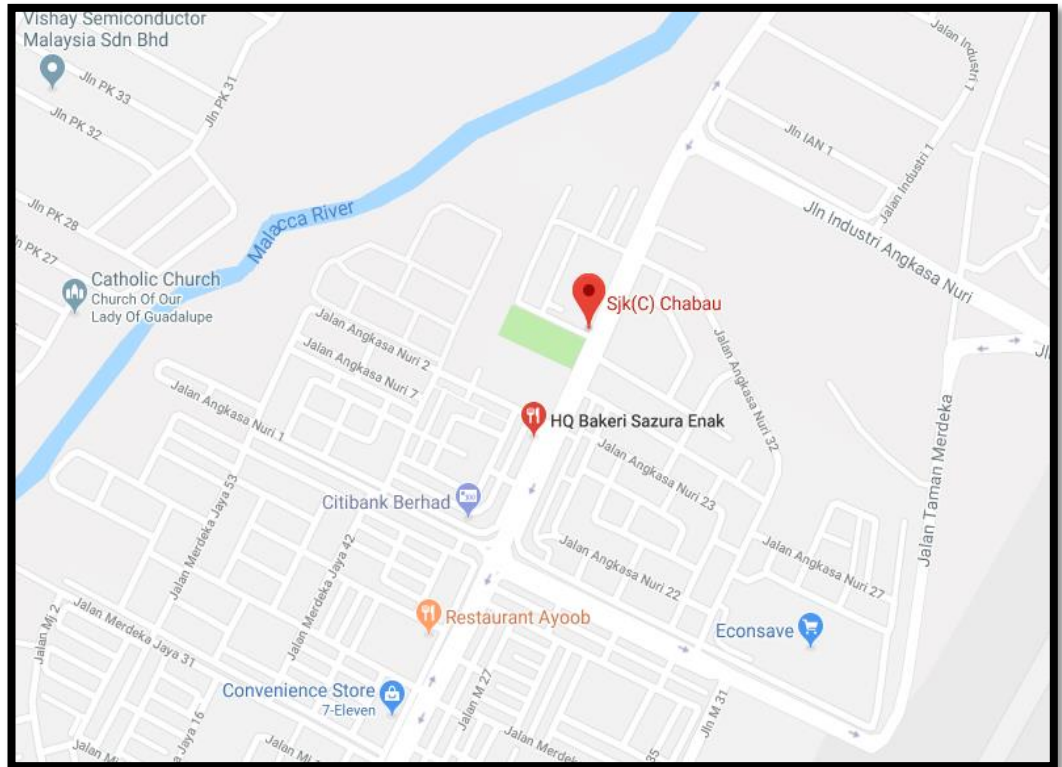 Vishay Semiconductor
Malaysia Sdn Bhd
Jln PK 33
Jln PK 31
Jln PK 32
Jalan Industri 1
Jln IAN 1
Jalan Industri 1
Jln PK 28
Malacca River
Jln Industri Angkasa Nuri
Catholic Church
Church Of Our
Lady Of Guadalupe
Sjk(C) Chabau
Jalan Angkasa Nuri 2
Jalan Angkasa Nuri 7
Jalan Angkasa Nuri 32
Jalan Angkasa Nuri 1
HQ Bakeri Sazura Enak
Jalan Taman Merdeka
Jalan Angkasa Nuri 23
Citibank Berhad
Jalan Merdeka Jaya 53
Jalan Merdeka Jaya 42
Jalan Angkasa Nuri 22
Jalan Angkasa Nuri 27
Jalan Mj 2
Jalan Merdeka Jaya 31
Restaurant Ayoob
Econsave
Convenience Store
7-Eleven
Jalan M 27
Jln M 31
Jaya 16
Jalan Merdek
35